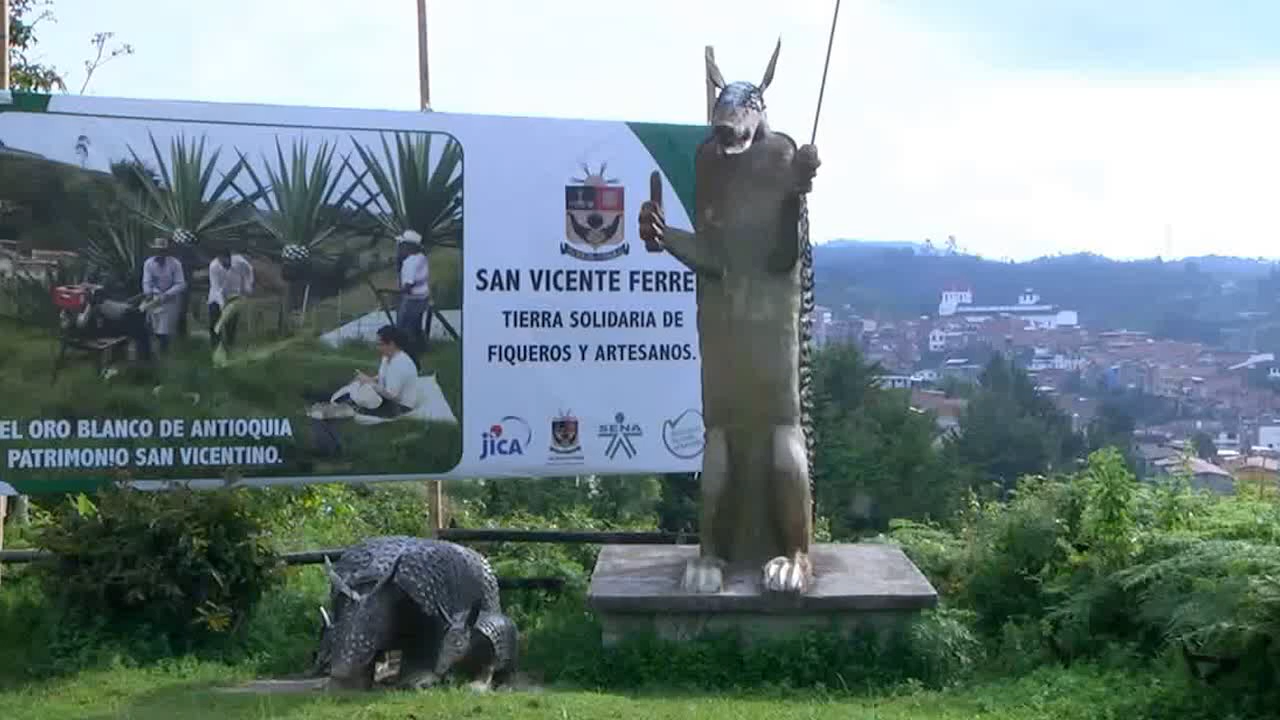 SAN VICENTE FERRE
TIERRA SOLIDARIA DE
FIQUEROS Y ARTESANOS.
EL ORO BLANCO DE ANTIOQUIA
PATRIMONIO SAN VICENTINO.
jICA
SENA